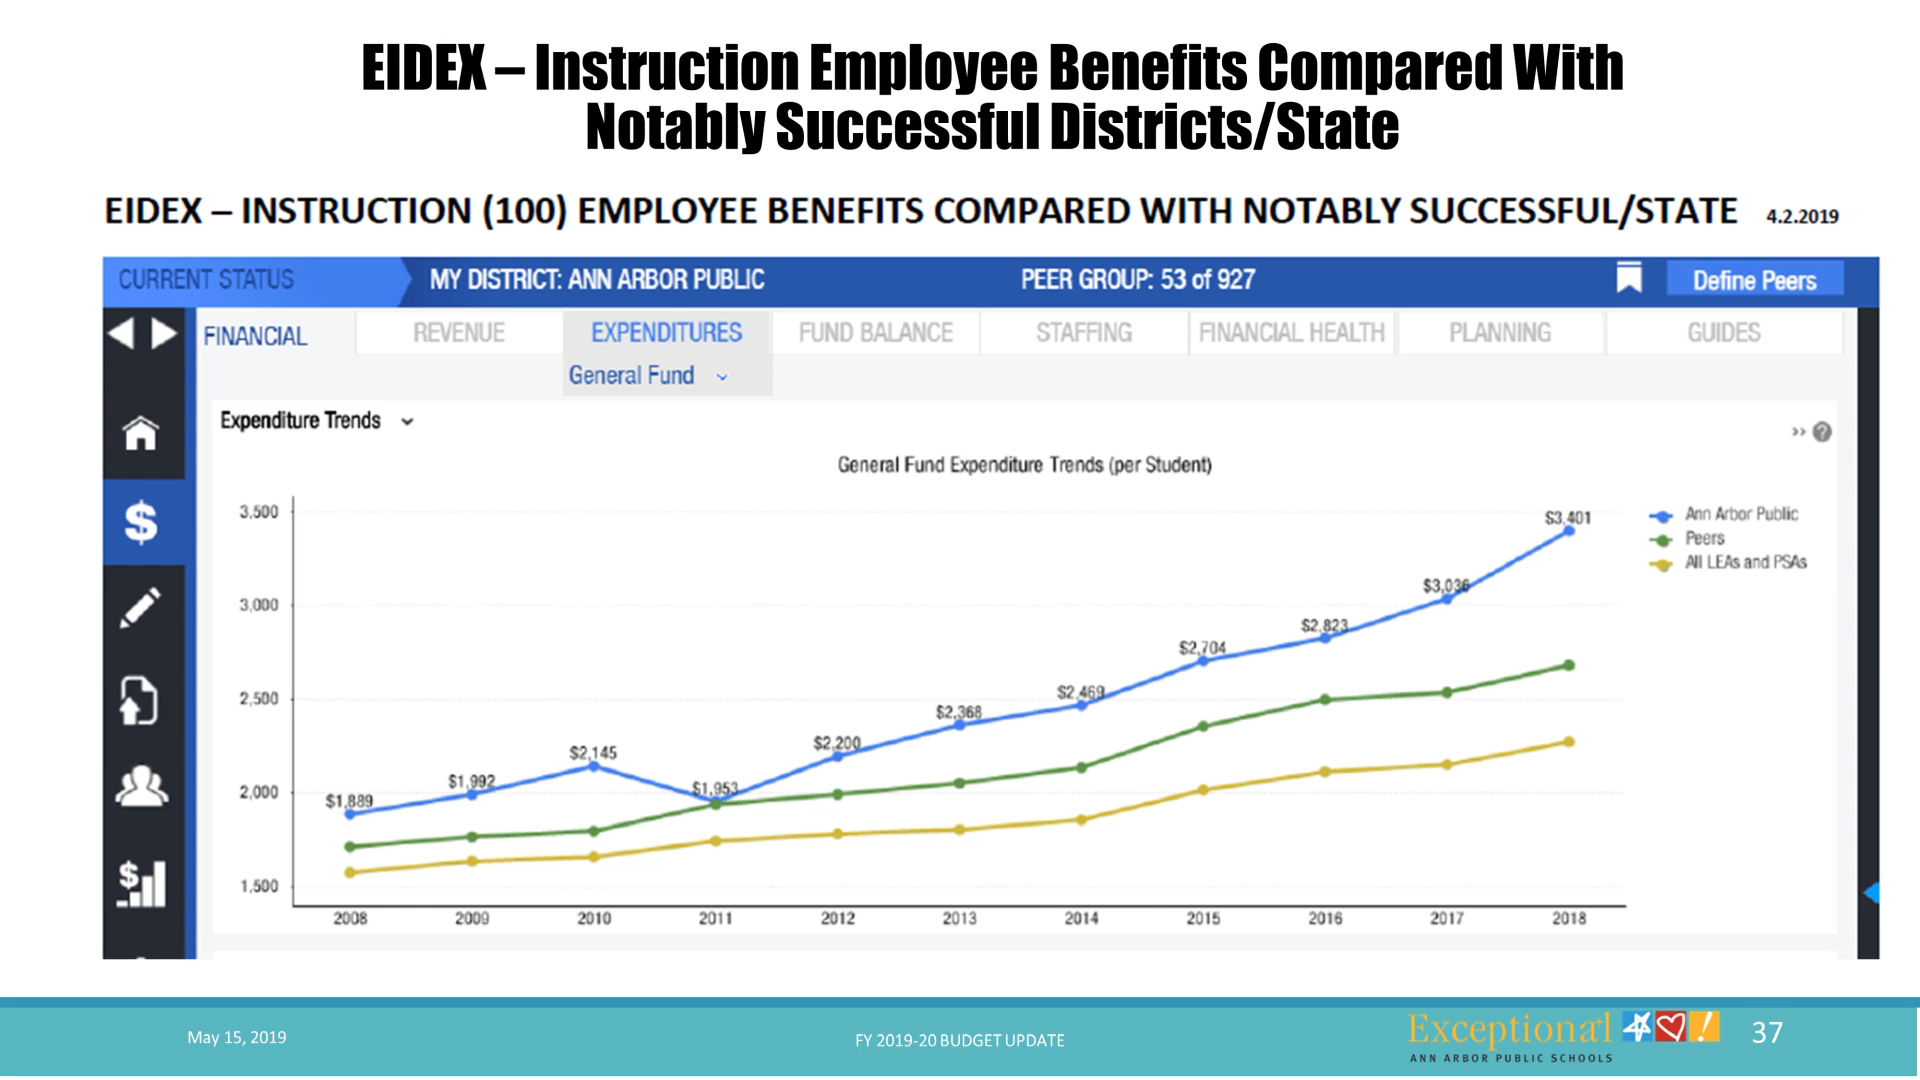 EIDEX – Instruction Employee Benefits Compared With
Notably Successful Districts/State
EIDEX – INSTRUCTION (100) EMPLOYEE BENEFITS COMPARED WITH NOTABLY SUCCESSFUL/STATE 4.2.2019
CURRENT STATUS MY DISTRICT: ANN ARBOR PUBLIC PEER GROUP: 53 of 927 Define Peers
FINANCIAL REVENUE EXPENDITURES FUND BALANCE STAFFING FINANCIAL HEALTH PLANNING GUIDES
General Fund
Expenditure Trends
General Fund Expenditure Trends (per Student)
3,500
3,000
2,500
2,000
1,500
$1,889
$1,992
$2,145
$1,953
$2,200
$2,368
$2,469
$2,704
$2,823
$3,036
$3,401
Ann Arbor Public
Peers
All LEAs and PSAs
2008 2009 2010 2011 2012 2013 2014 2015 2016 2017 2018
May 15, 2019
FY 2019-20 BUDGET UPDATE
Exceptional
ANN ARBOR PUBLIC SCHOOLS
37